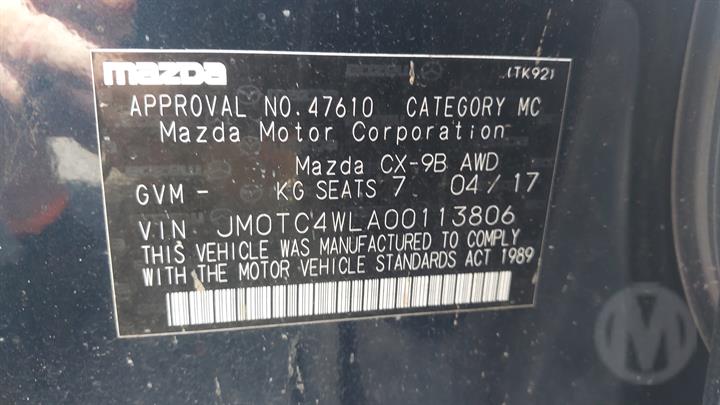 mazda (TK92)
APPROVAL NO.47610 CATEGORY MC
Mazda Motor Corporation
Mazda CX-9B AWD
GVM - KG SEATS 7 04/17
VIN JM0TC4WLA00113806
THIS VEHICLE WAS MANUFACTURED TO COMPLY
WITH THE MOTOR VEHICLE STANDARDS ACT 1989
M